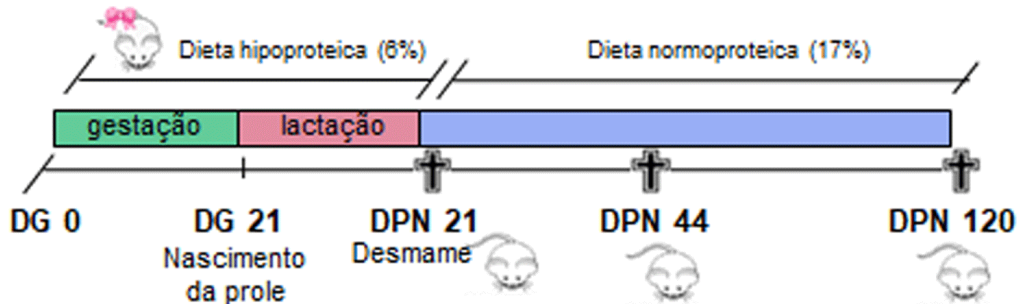 Dieta hipoproteica (6%)
Dieta normoproteica (17%)
gestação
lactação
DG 0
DG 21
DPN 21
DPN 44
DPN 120
Nascimento
da prole
Desmame